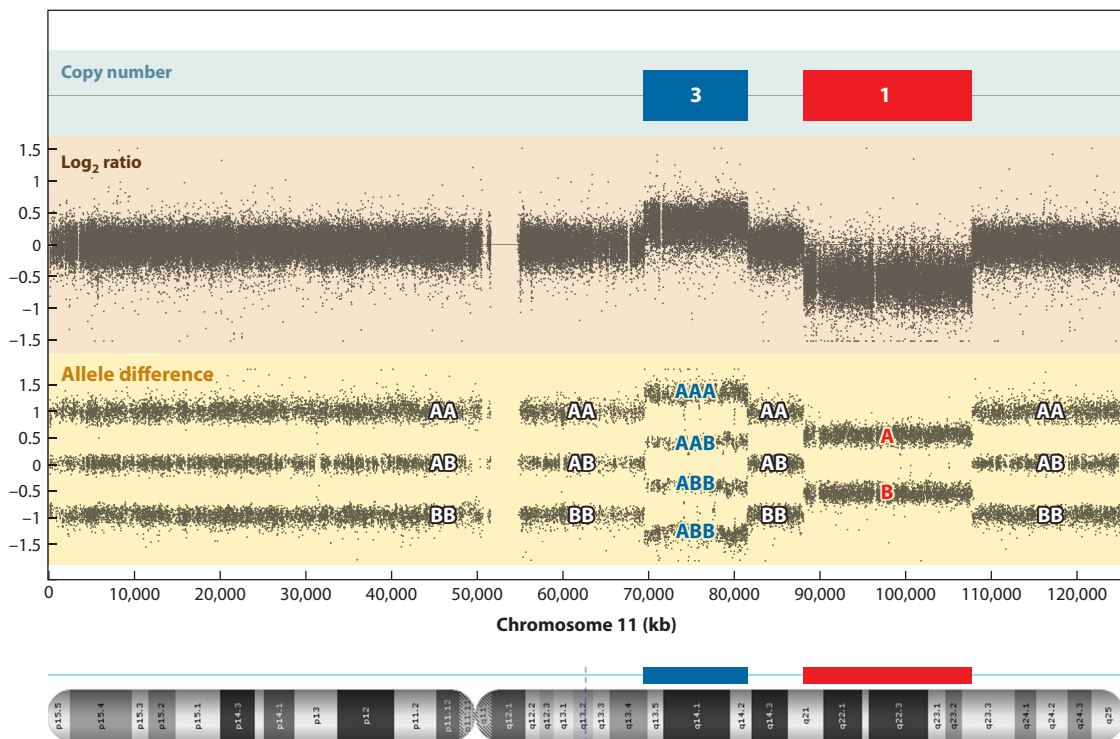 Copy number
3 1
1.5
Log2 ratio
1
0.5
0
−0.5
−1
−1.5
Allele difference
1.5
AAA
1
AA AA AA AA
0.5
AAB
A
0
AB AB AB AB
ABB
−0.5
B
−1
BB BB BB BB
ABB
−1.5
0 10,000 20,000 30,000 40,000 50,000 60,000 70,000 80,000 90,000 100,000 110,000 120,000
Chromosome 11 (kb)
p15.5 p15.4 p15.3 p15.2 p15.1 p14.3 p14.1 p13 p12 p11.2 p11.12 q12.1 q12.2 q12.3 q13.1 q13.2 q13.3 q13.4 q13.5 q14.1 q14.2 q14.3 q21 q22.1 q22.3 q23.1 q23.2 q23.3 q24.1 q24.2 q24.3 q25